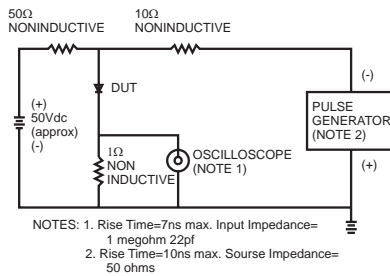 50Ω
NONINDUCTIVE
10Ω
NONINDUCTIVE
(+)
50Vdc
(approx)
(-)
DUT
1Ω
NON
INDUCTIVE
OSCILLOSCOPE
(NOTE 1)
(-)
PULSE
GENERATOR
(NOTE 2)
(+)
NOTES: 1. Rise Time=7ns max. Input Impedance=
1 megohm 22pf
2. Rise Time=10ns max. Sourse Impedance=
50 ohms